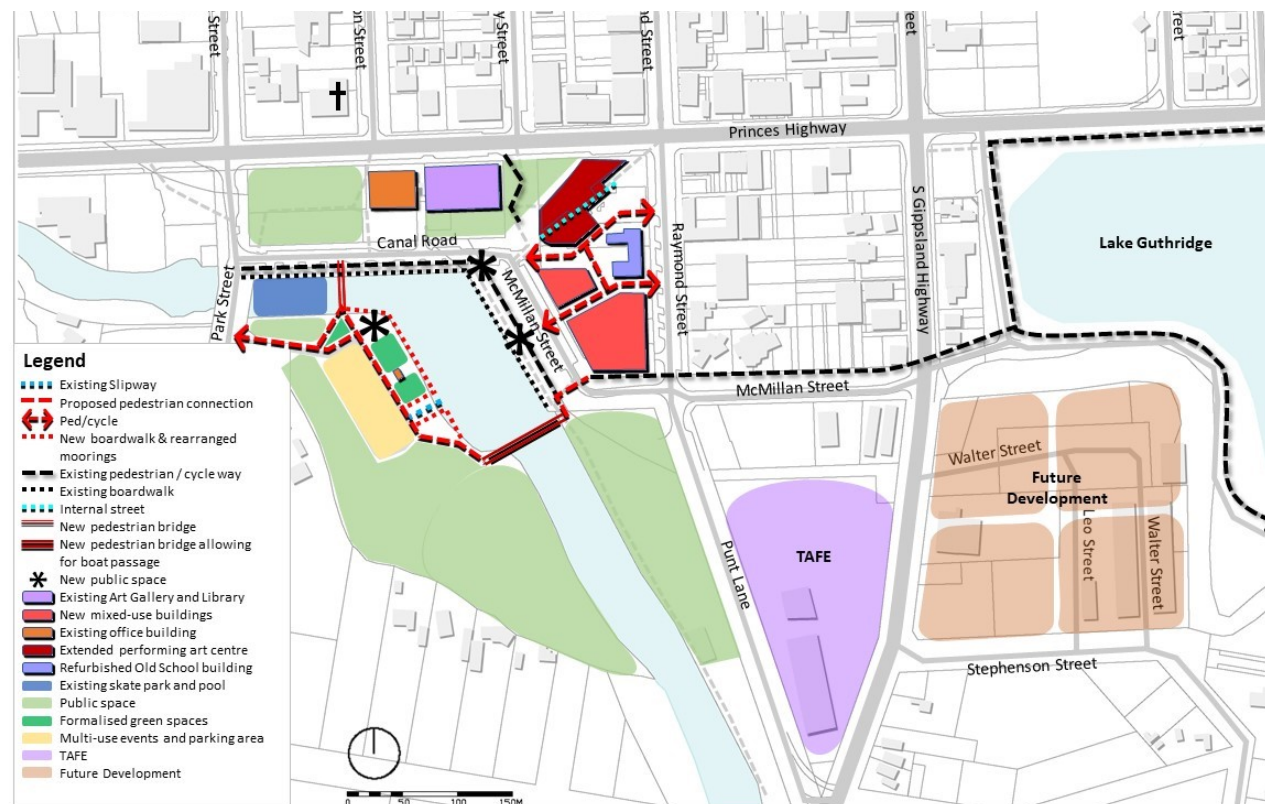 Street
Street
Street
Street
Street
Street
Princes Highway
Canal Road
Park Street
McMillan Street
Raymond Street
S Gippsland Highway
Lake Guthridge
McMillan Street
Legend
Existing Slipway
Proposed pedestrian connection
Ped/cycle
New boardwalk & rearranged
moorings
Existing pedestrian / cycle way
Existing boardwalk
Internal street
New pedestrian bridge
New pedestrian bridge allowing
for boat passage
New public space
Existing Art Gallery and Library
New mixed-use buildings
Existing office building
Extended performing art centre
Refurbished Old School building
Existing skate park and pool
Public space
Formalised green spaces
Multi-use events and parking area
TAFE
Future Development
Walter Street
Future
Development
Leo Street
Walter Street
TAFE
Punt Lane
Stephenson Street
0 50 100 150M